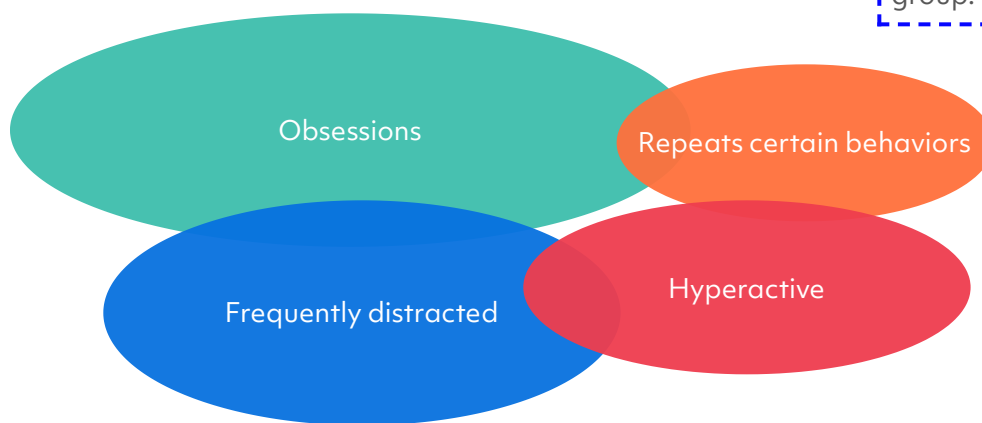 group.
Obsessions
Repeats certain behaviors
Hyperactive
Frequently distracted